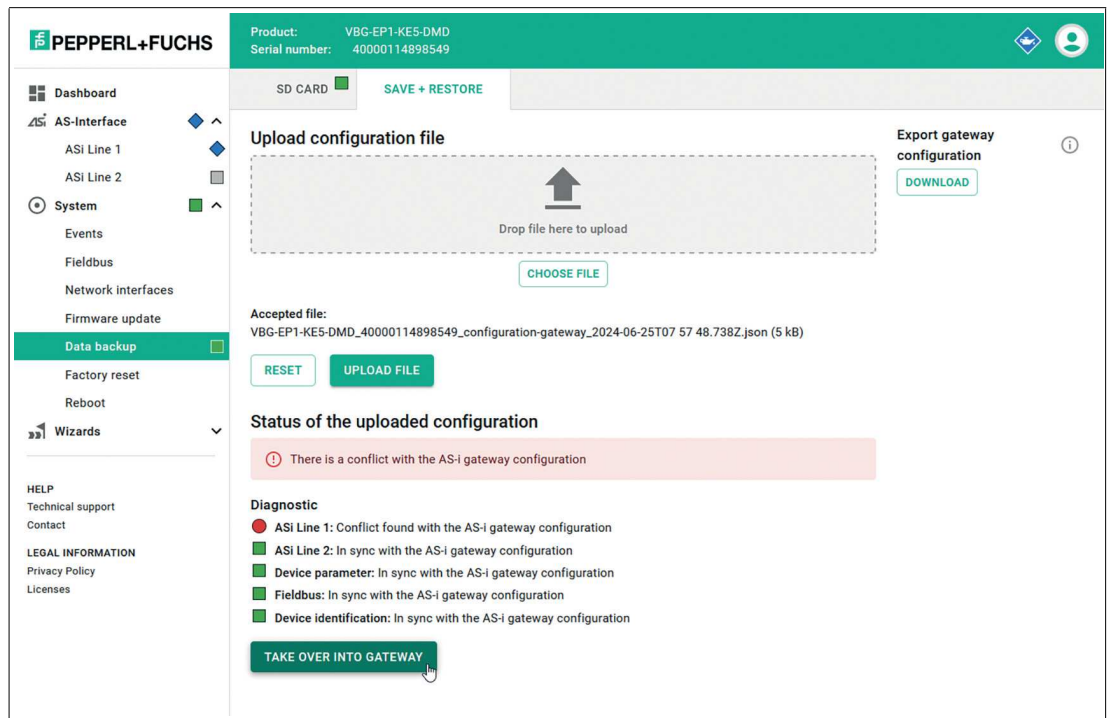 PEPPERL+FUCHS
Product: VBG-EP1-KE5-DMD
Serial number: 40000114898549
Dashboard
AS-Interface
ASi Line 1
ASi Line 2
System
Events
Fieldbus
Network interfaces
Firmware update
Data backup
Factory reset
Reboot
Wizards
HELP
Technical support
Contact
LEGAL INFORMATION
Privacy Policy
Licenses
SD CARD
SAVE + RESTORE
Upload configuration file
Drop file here to upload
CHOOSE FILE
Accepted file:
VBG-EP1-KE5-DMD_40000114898549_configuration-gateway_2024-06-25T07 57 48.738Z.json (5 kB)
RESET
UPLOAD FILE
Status of the uploaded configuration
There is a conflict with the AS-i gateway configuration
Diagnostic
ASi Line 1: Conflict found with the AS-i gateway configuration
ASi Line 2: In sync with the AS-i gateway configuration
Device parameter: In sync with the AS-i gateway configuration
Fieldbus: In sync with the AS-i gateway configuration
Device identification: In sync with the AS-i gateway configuration
TAKE OVER INTO GATEWAY
Export gateway
configuration
DOWNLOAD